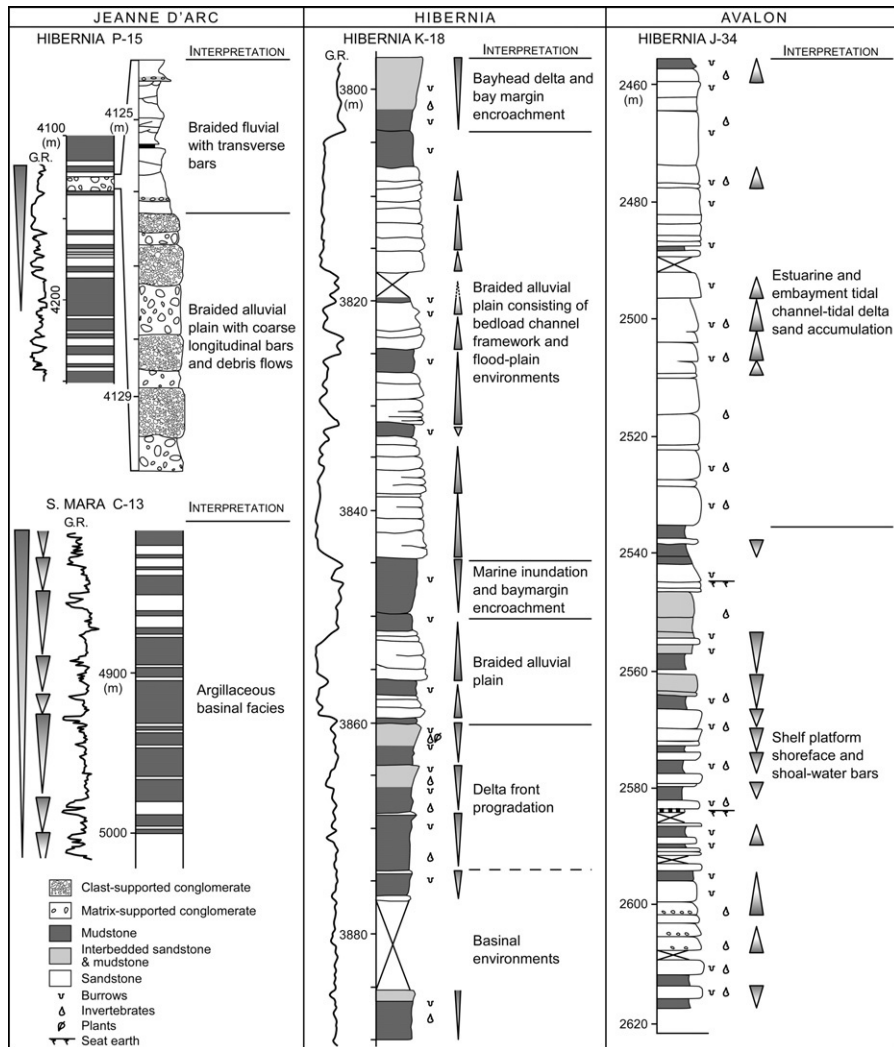 JEANNE D'ARC
HIBERNIA
AVALON
HIBERNIA P-15
INTERPRETATION
4125
(m)
4100
(m)
G.R.
4200
4129
Braided fluvial
with transverse
bars
Braided alluvial
plain with coarse
longitudinal bars
and debris flows
S. MARA C-13
INTERPRETATION
G.R.
4900
(m)
5000
Argillaceous
basinal facies
Clast-supported conglomerate
Matrix-supported conglomerate
Mudstone
Interbedded sandstone
& mudstone
Sandstone
Burrows
Invertebrates
Plants
Seat earth
HIBERNIA K-18
INTERPRETATION
G.R.
3800
(m)
3820
3840
3860
3880
Bayhead delta and
bay margin
encroachment
Braided alluvial
plain consisting of
bedload channel
framework and
flood-plain
environments
Marine inundation
and baymargin
encroachment
Braided alluvial
plain
Delta front
progradation
Basinal
environments
HIBERNIA J-34
INTERPRETATION
2460
(m)
2480
2500
2520
2540
2560
2580
2600
2620
Estuarine and
embayment tidal
channel-tidal delta
sand accumulation
Shelf platform
shoreface and
shoal-water bars